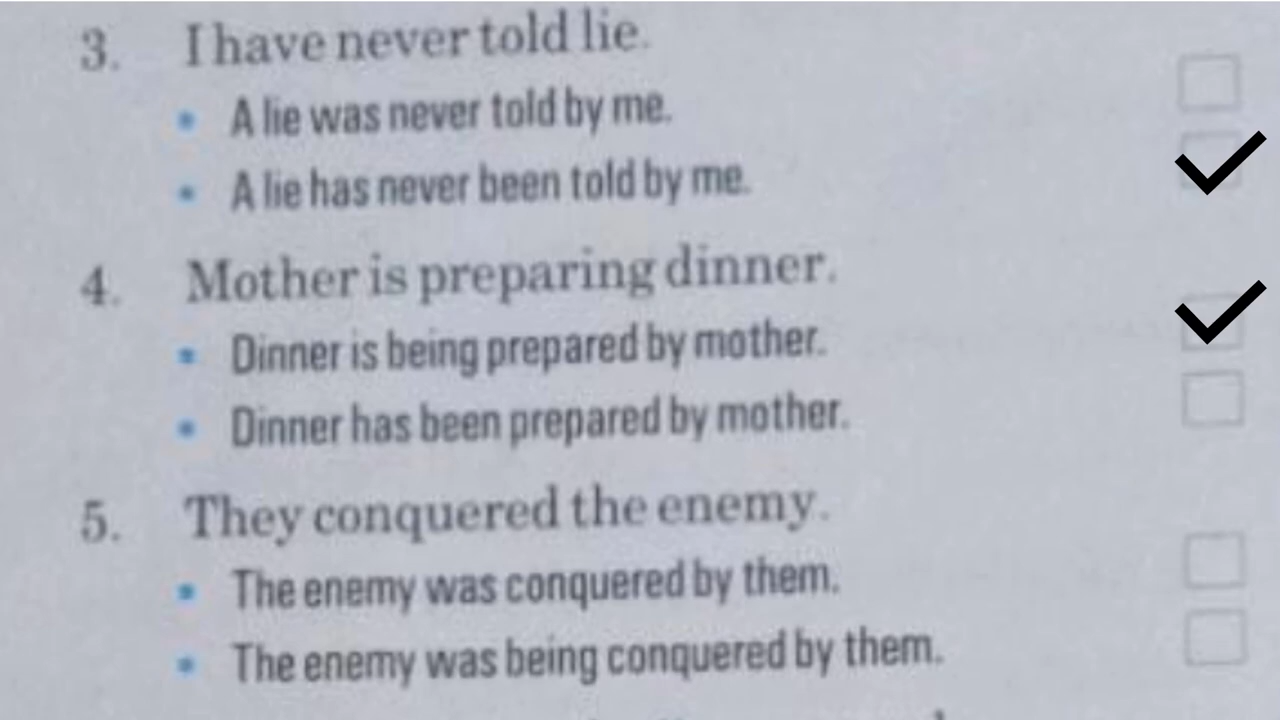 3. I have never told lie.
• A lie was never told by me.
• A lie has never been told by me.
4. Mother is preparing dinner.
• Dinner is being prepared by mother.
• Dinner has been prepared by mother.
5. They conquered the enemy.
• The enemy was conquered by them.
• The enemy was being conquered by them.